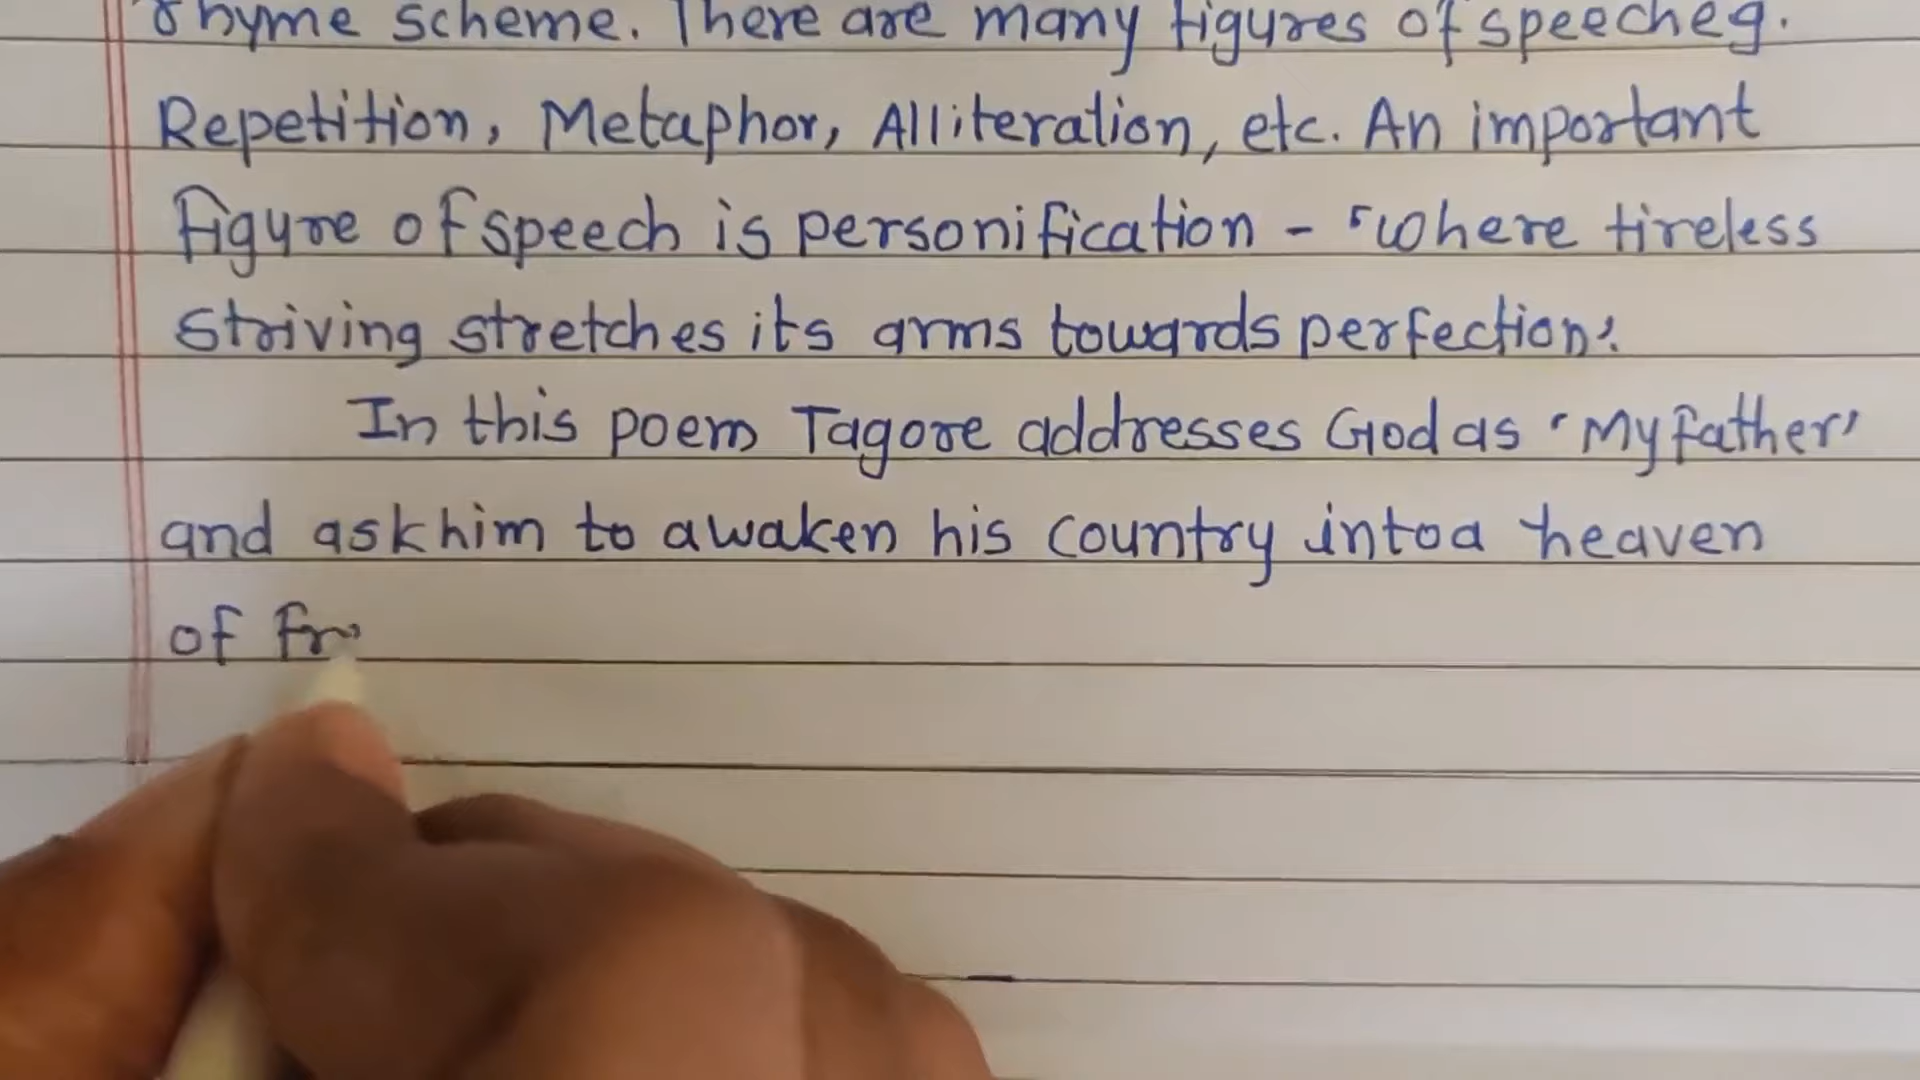 rhyme scheme. There are many figures of speech eg.
Repetition, Metaphor, Alliteration, etc. An important
figure of speech is personification - 'Where tireless
striving stretches its arms towards perfection'.
In this poem Tagore addresses God as 'My father'
and ask him to awaken his country into a heaven
of fr